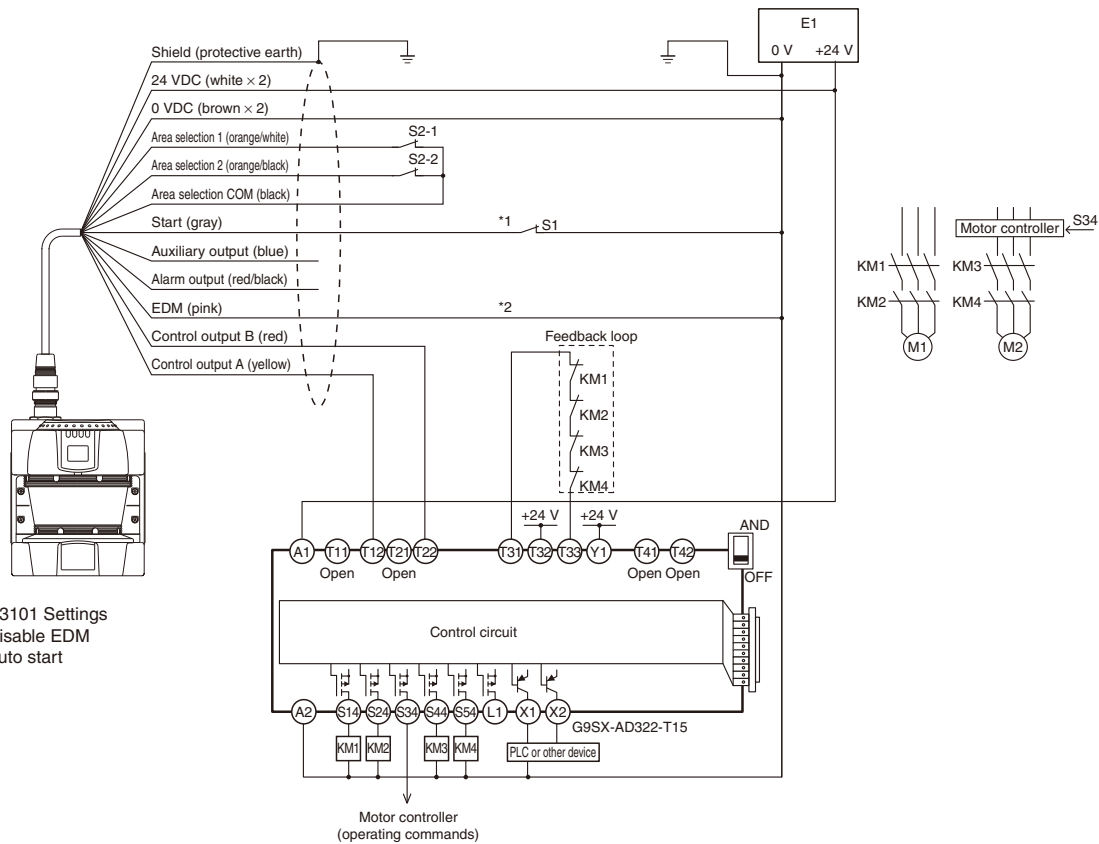 E1
0 V +24 V
Shield (protective earth)
24 VDC (white × 2)
0 VDC (brown × 2)
Area selection 1 (orange/white)
S2-1
Area selection 2 (orange/black)
S2-2
Area selection COM (black)
Start (gray)
*1
S1
Auxiliary output (blue)
Alarm output (red/black)
EDM (pink)
*2
Control output B (red)
Control output A (yellow)
Motor controller
S34
KM1
KM3
KM2
KM4
M1
M2
Feedback loop
KM1
KM2
KM3
KM4
+24 V
+24 V
AND
A1 T11 T12 T21 T22 T31 T32 T33 Y1 T41 T42
Open Open Open Open
OFF
3101 Settings
isable EDM
uto start
Control circuit
A2 S14 S24 S34 S44 S54 L1 X1 X2
G9SX-AD322-T15
KM1 KM2 KM3 KM4
PLC or other device
Motor controller
(operating commands)